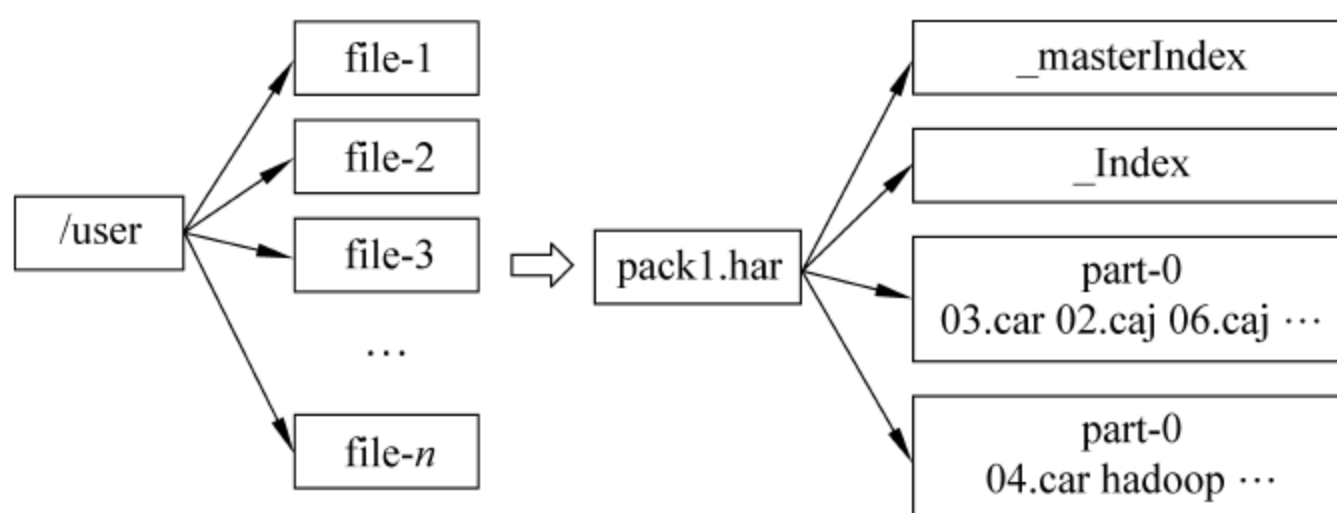 /user
file-1
file-2
file-3
…
file-n
pack1.har
_masterIndex
_Index
part-0
03.car 02.caj 06.caj …
part-0
04.car hadoop …